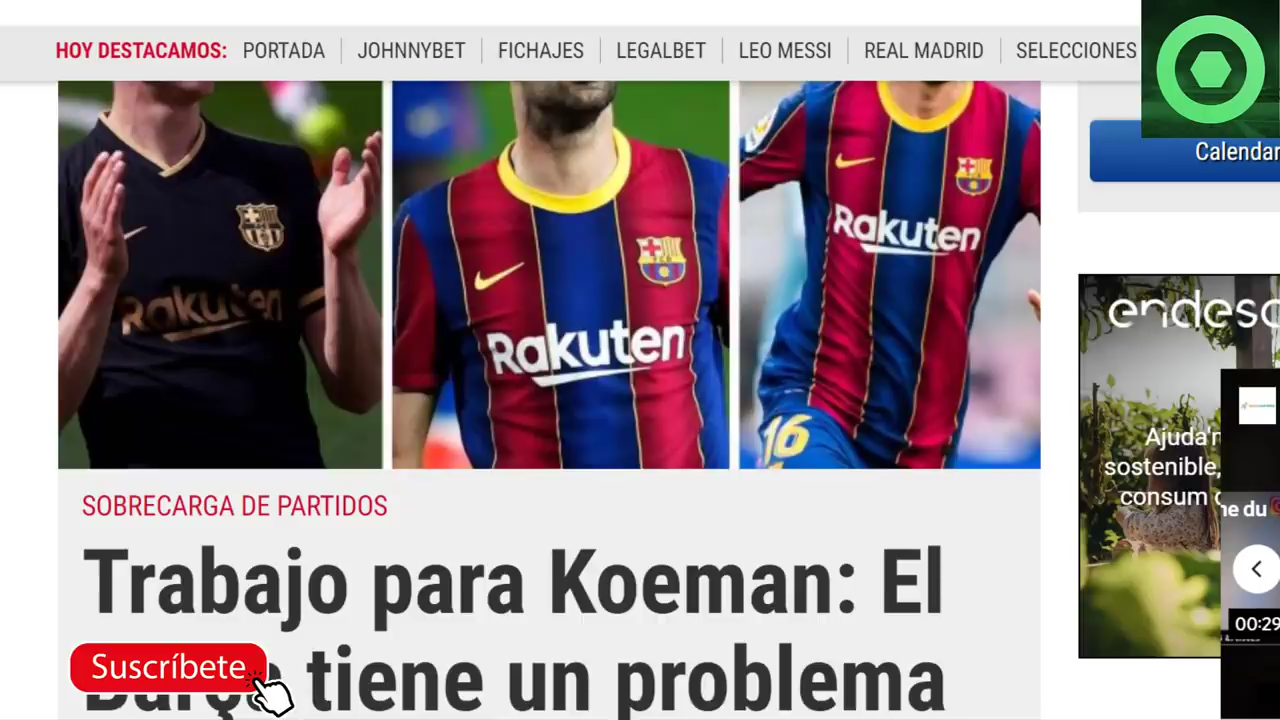 HOY DESTACAMOS: PORTADA JOHNNYBET FICHAJES LEGALBET LEO MESSI REAL MADRID SELECCIONES
Rakuten
Rakuten
Rakuten
16
Calendar
endesa
Ajuda'n
sostenible,
consum
ne du
00:29
SOBRECARGA DE PARTIDOS
Trabajo para Koeman: El
Barça tiene un problema
Suscríbete